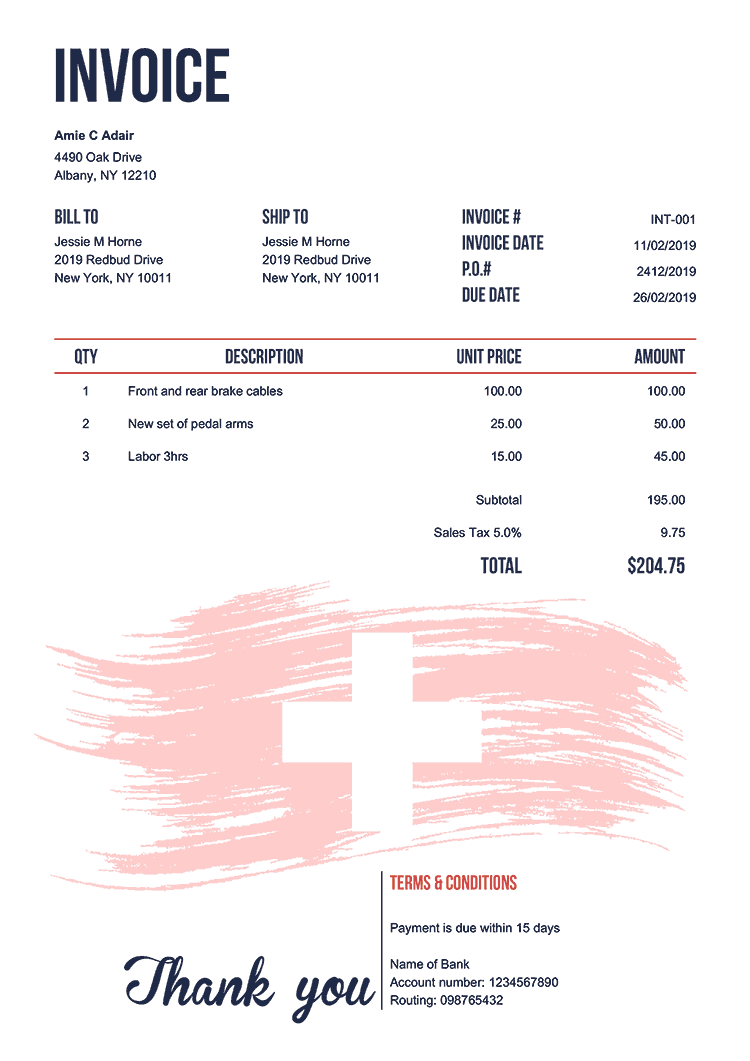 INVOICE
Amie C Adair
4490 Oak Drive
Albany, NY 12210
BILL TO
Jessie M Horne
2019 Redbud Drive
New York, NY 10011
SHIP TO
Jessie M Horne
2019 Redbud Drive
New York, NY 10011
INVOICE # INT-001
INVOICE DATE 11/02/2019
P.O.# 2412/2019
DUE DATE 26/02/2019
QTY DESCRIPTION UNIT PRICE AMOUNT
1 Front and rear brake cables 100.00 100.00
2 New set of pedal arms 25.00 50.00
3 Labor 3hrs 15.00 45.00
Subtotal 195.00
Sales Tax 5.0% 9.75
TOTAL $204.75
Thank you
TERMS & CONDITIONS
Payment is due within 15 days
Name of Bank
Account number: 1234567890
Routing: 098765432